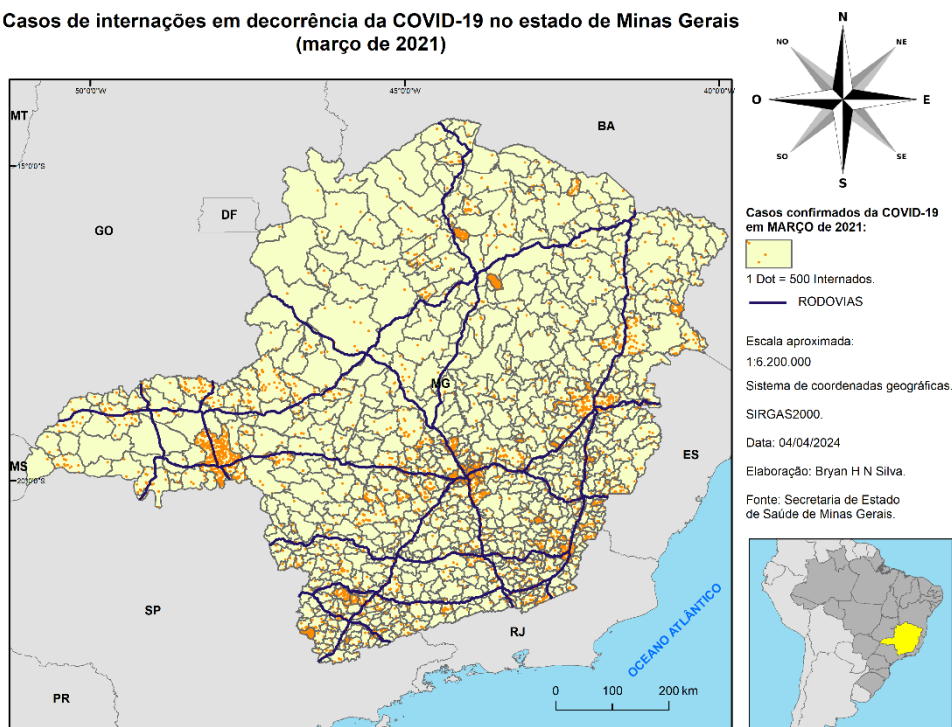 Casos de internações em decorrência da COVID-19 no estado de Minas Gerais
(março de 2021)
50°0'0"W
45°0'0"W
40°0'0"W
MT
BA
15°0'0"S
GO
DF
MG
MS
20°0'0"S
ES
SP
RJ
OCEANO ATLÂNTICO
PR
0 100 200 km
N
NO
NE
O
E
SO
SE
S
Casos confirmados da COVID-19
em MARÇO de 2021:
1 Dot = 500 Internados.
RODOVIAS
Escala aproximada:
1:6.200.000
Sistema de coordenadas geográficas.
SIRGAS2000.
Data: 04/04/2024
Elaboração: Bryan H N Silva.
Fonte: Secretaria de Estado
de Saúde de Minas Gerais.